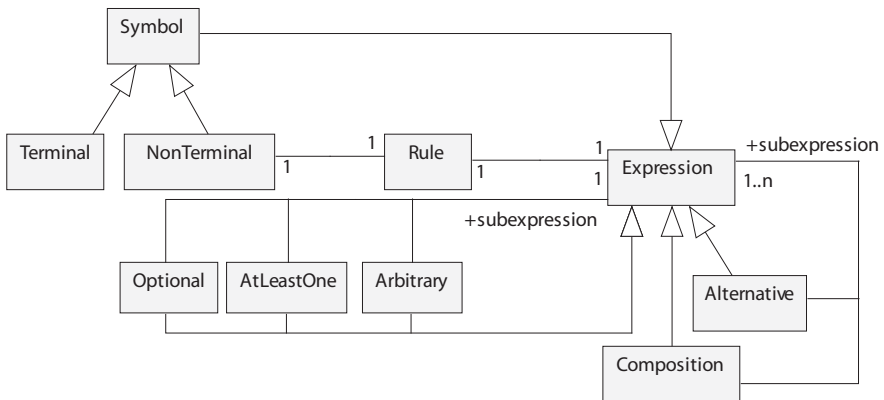 Symbol
Terminal
NonTerminal
1
1
Rule
1
1
1
Expression
+subexpression
1..n
+subexpression
Optional
AtLeastOne
Arbitrary
Alternative
Composition